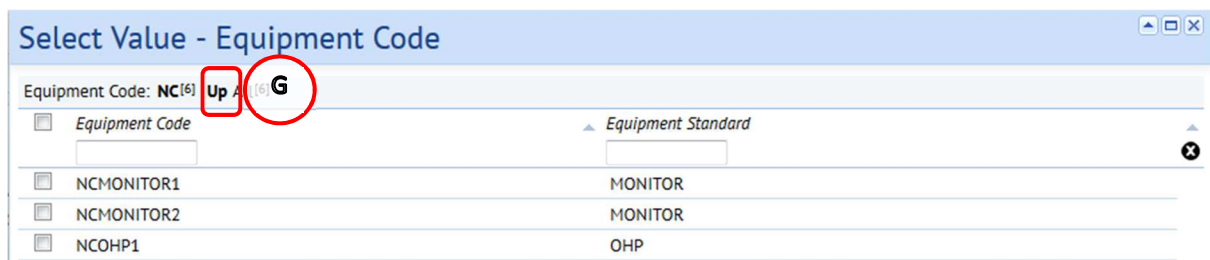 Select Value - Equipment Code
Equipment Code: NC[6] Up [6] G
Equipment Code Equipment Standard
NCMONITOR1 MONITOR
NCMONITOR2 MONITOR
NCOHP1 OHP